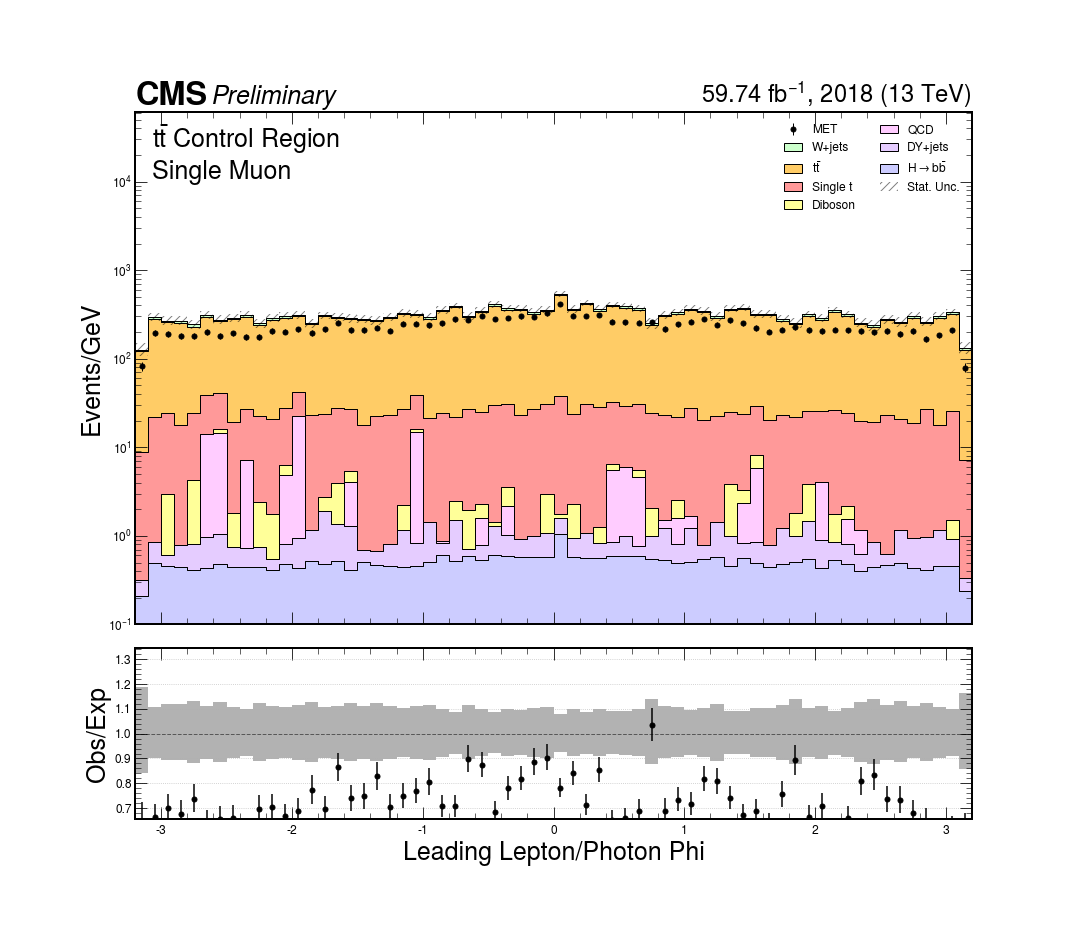 CMS Preliminary
59.74 fb⁻¹, 2018 (13 TeV)
tt̄ Control Region
Single Muon
MET
W+jets
tt̄
Single t
Diboson
QCD
DY+jets
H→bb̄
Stat. Unc.
Events/GeV
10⁴
10³
10²
10¹
10⁰
10⁻¹
Obs/Exp
1.3
1.2
1.1
1.0
0.9
0.8
0.7
-3 -2 -1 0 1 2 3
Leading Lepton/Photon Phi